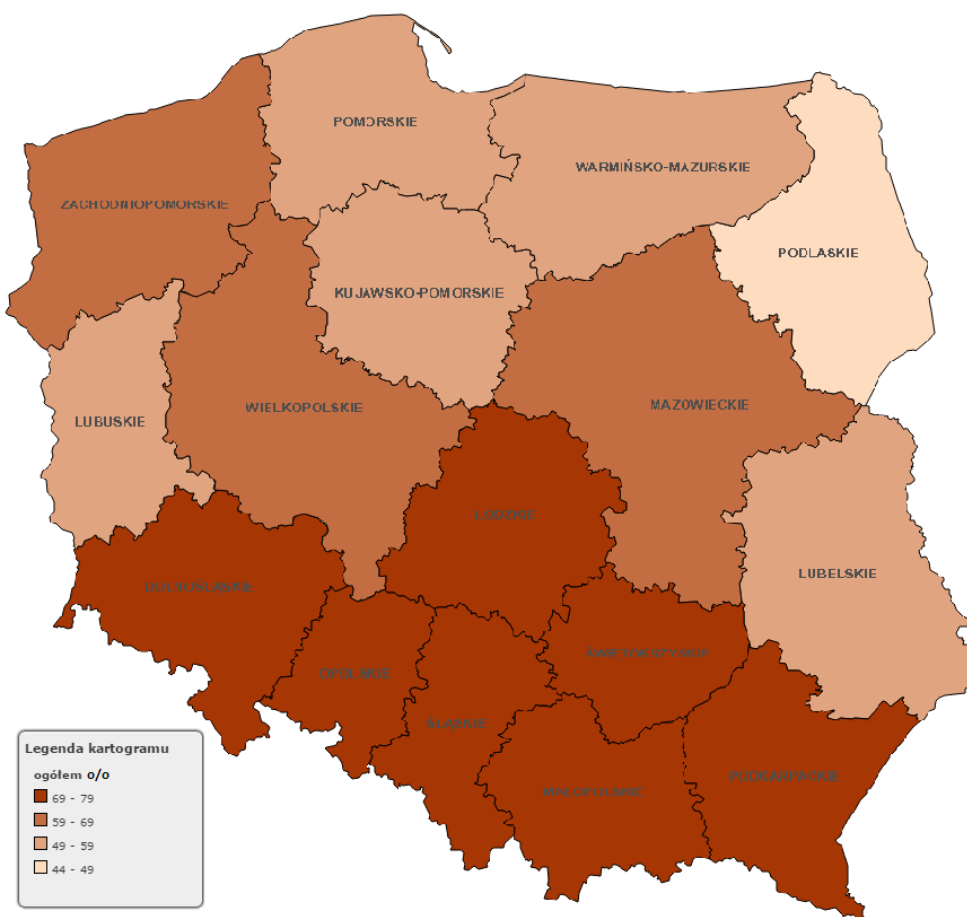 POMORSKIE
WARMIŃSKO-MAZURSKIE
ZACHODNIOPOMORSKIE
PODLASKIE
KUJAWSKO-POMORSKIE
WIELKOPOLSKIE
MAZOWIECKIE
LUBUSKIE
ŁÓDZKIE
LUBELSKIE
DOLNOŚLĄSKIE
ŚWIĘTOKRZYSKIE
OPOLSKIE
ŚLĄSKIE
PODKARPACKIE
MAŁOPOLSKIE
Legenda kartogramu
ogółem o/o
69 - 79
59 - 69
49 - 59
44 - 49